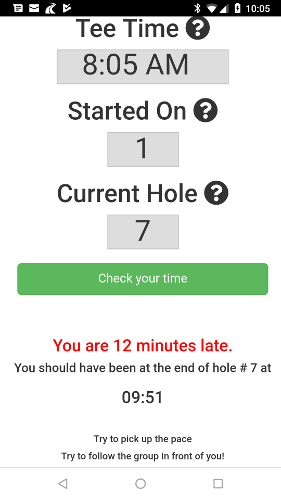 10:05
Tee Time ?
8:05 AM
Started On ?
1
Current Hole ?
7
Check your time
You are 12 minutes late.
You should have been at the end of hole # 7 at
09:51
Try to pick up the pace
Try to follow the group in front of you!